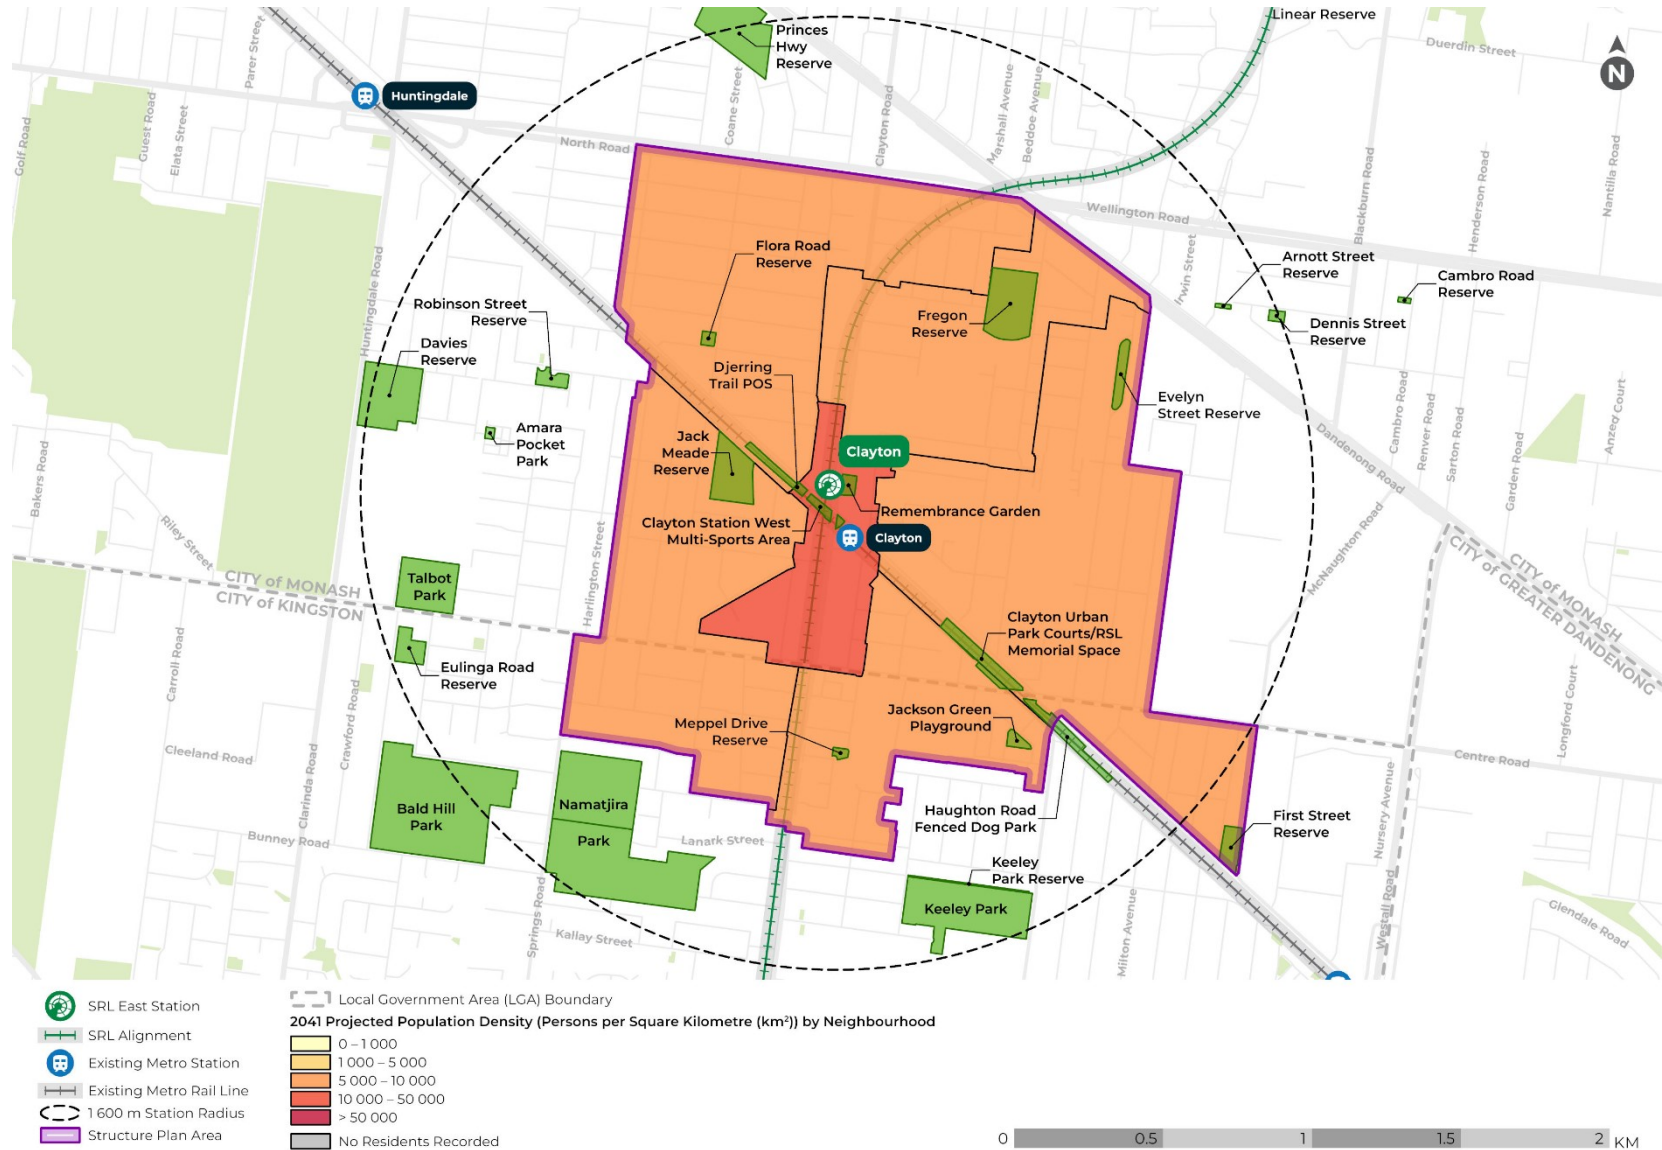 Linear Reserve
Princes
Hwy
Reserve
Duerdin Street
N
Parer Street
Huntingdale
Golf Road
Guest Road
Elata Street
Coane Street
Clayton Road
Marshall Avenue
Beddoe Avenue
North Road
Blackburn Road
Henderson Road
Nantilla Road
Wellington Road
Huntingdale Road
Flora Road
Reserve
Irwin Street
Arnott Street
Reserve
Cambro Road
Reserve
Robinson Street
Reserve
Fregon
Reserve
Dennis Street
Reserve
Davies
Reserve
Djerring
Trail POS
Evelyn
Street Reserve
Amara
Pocket
Park
Jack
Meade
Reserve
Clayton
Dandenong Road
Cambro Road
Renver Road
Sarton Road
Garden Road
Anzed Court
Bakers Road
Riley Street
Clayton Station West
Multi-Sports Area
Remembrance Garden
Clayton
Harlington Street
McNaughton Road
CITY of MONASH
CITY of GREATER DANDENONG
CITY of MONASH
CITY of KINGSTON
Talbot
Park
Clayton Urban
Park Courts/RSL
Memorial Space
Carroll Road
Eulinga Road
Reserve
Crawford Road
Meppel Drive
Reserve
Jackson Green
Playground
Longford Court
Centre Road
Cleeland Road
Clarinda Road
Bald Hill
Park
Namatjira
Park
Haughton Road
Fenced Dog Park
First Street
Reserve
Nursery Avenue
Bunney Road
Lanark Street
Keeley
Park Reserve
Keeley Park
Springs Road
Kallay Street
Milton Avenue
Westall Road
Glendale Road
SRL East Station
SRL Alignment
Existing Metro Station
Existing Metro Rail Line
1 600 m Station Radius
Structure Plan Area
Local Government Area (LGA) Boundary
2041 Projected Population Density (Persons per Square Kilometre (km²)) by Neighbourhood
0 – 1 000
1 000 – 5 000
5 000 – 10 000
10 000 – 50 000
> 50 000
No Residents Recorded
0 0.5 1 1.5 2 KM